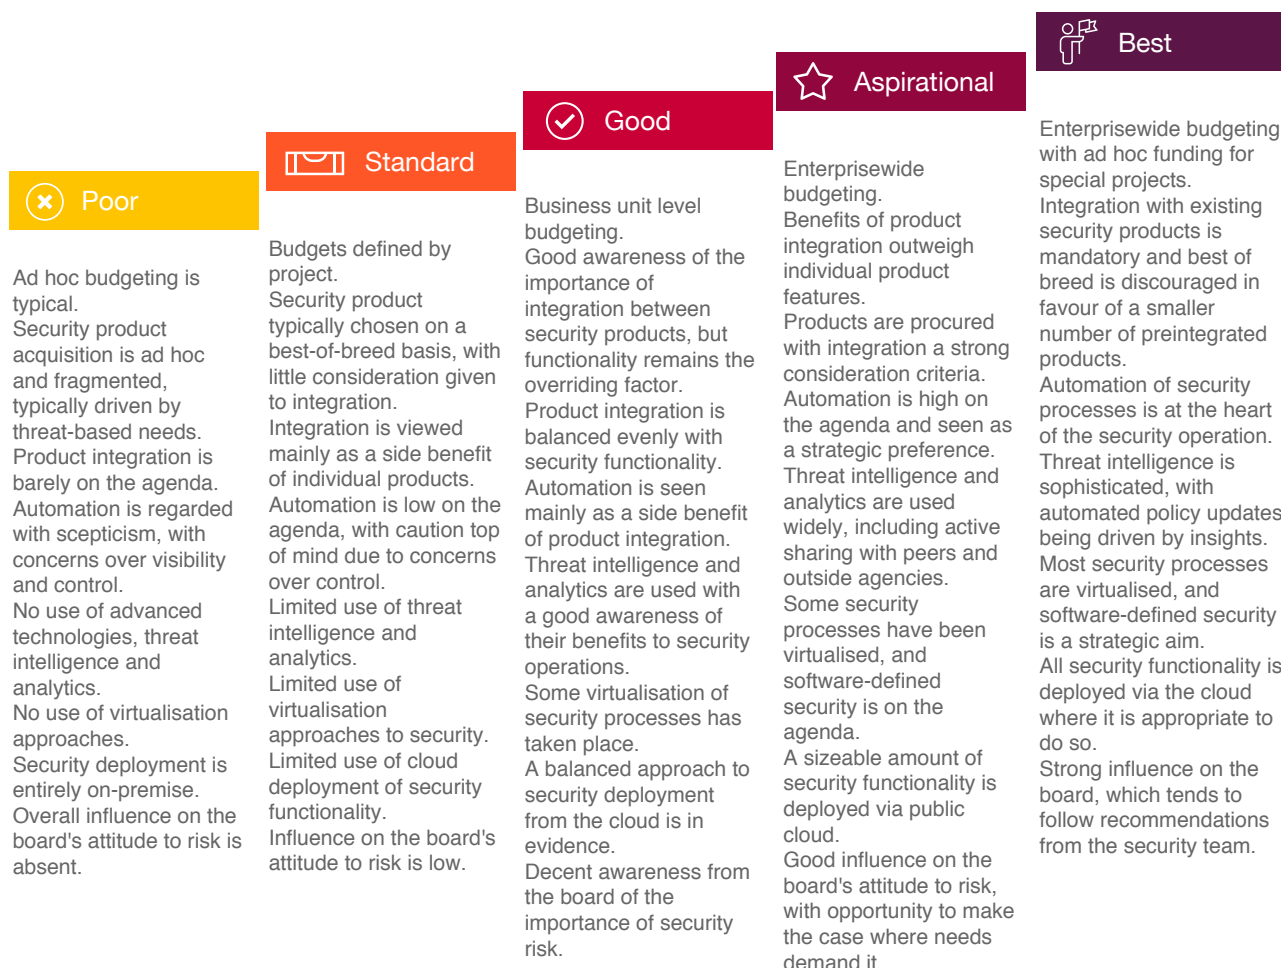 Poor
Ad hoc budgeting is
typical.
Security product
acquisition is ad hoc
and fragmented,
typically driven by
threat-based needs.
Product integration is
barely on the agenda.
Automation is regarded
with scepticism, with
concerns over visibility
and control.
No use of advanced
technologies, threat
intelligence and
analytics.
No use of virtualisation
approaches.
Security deployment is
entirely on-premise.
Overall influence on the
board's attitude to risk is
absent.
Standard
Budgets defined by
project.
Security product
typically chosen on a
best-of-breed basis, with
little consideration given
to integration.
Integration is viewed
mainly as a side benefit
of individual products.
Automation is low on the
agenda, with caution top
of mind due to concerns
over control.
Limited use of threat
intelligence and
analytics.
Limited use of
virtualisation
approaches to security.
Limited use of cloud
deployment of security
functionality.
Influence on the board's
attitude to risk is low.
Good
Business unit level
budgeting.
Good awareness of the
importance of
integration between
security products, but
functionality remains the
overriding factor.
Product integration is
balanced evenly with
security functionality.
Automation is seen
mainly as a side benefit
of product integration.
Threat intelligence and
analytics are used with
a good awareness of
their benefits to security
operations.
Some virtualisation of
security processes has
taken place.
A balanced approach to
security deployment
from the cloud is in
evidence.
Decent awareness from
the board of the
importance of security
risk.
Aspirational
Enterprisewide
budgeting.
Benefits of product
integration outweigh
individual product
features.
Products are procured
with integration a strong
consideration criteria.
Automation is high on
the agenda and seen as
a strategic preference.
Threat intelligence and
analytics are used
widely, including active
sharing with peers and
outside agencies.
Some security
processes have been
virtualised, and
software-defined
security is on the
agenda.
A sizeable amount of
security functionality is
deployed via public
cloud.
Good influence on the
board's attitude to risk,
with opportunity to make
the case where needs
demand it
Best
Enterprisewide budgeting
with ad hoc funding for
special projects.
Integration with existing
security products is
mandatory and best of
breed is discouraged in
favour of a smaller
number of preintegrated
products.
Automation of security
processes is at the heart
of the security operation.
Threat intelligence is
sophisticated, with
automated policy updates
being driven by insights.
Most security processes
are virtualised, and
software-defined security
is a strategic aim.
All security functionality is
deployed via the cloud
where it is appropriate to
do so.
Strong influence on the
board, which tends to
follow recommendations
from the security team.